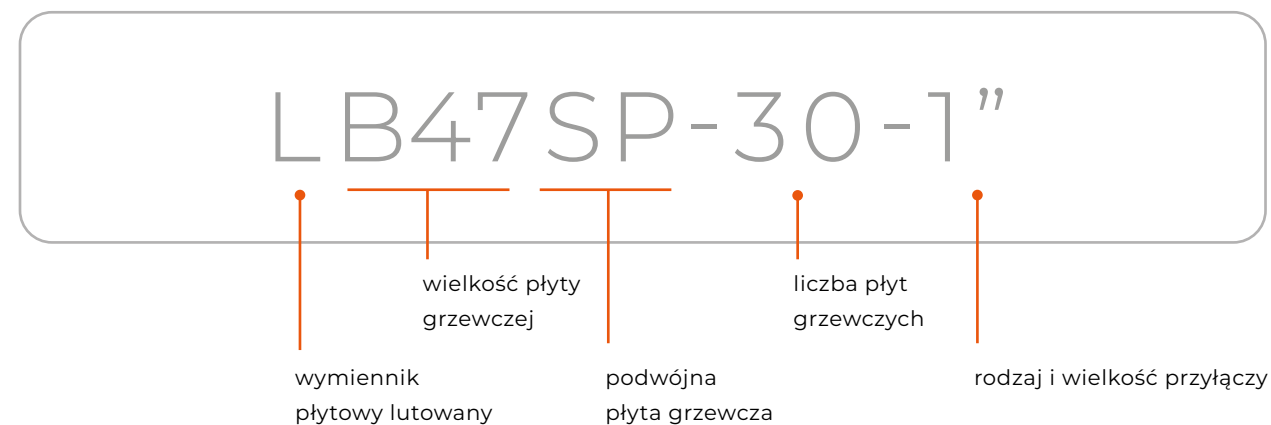 LB47SP-30-1”
wielkość płyty
grzewczej
liczba płyt
grzewczych
wymiennik
płytowy lutowany
podwójna
płyta grzewcza
rodzaj i wielkość przyłączy